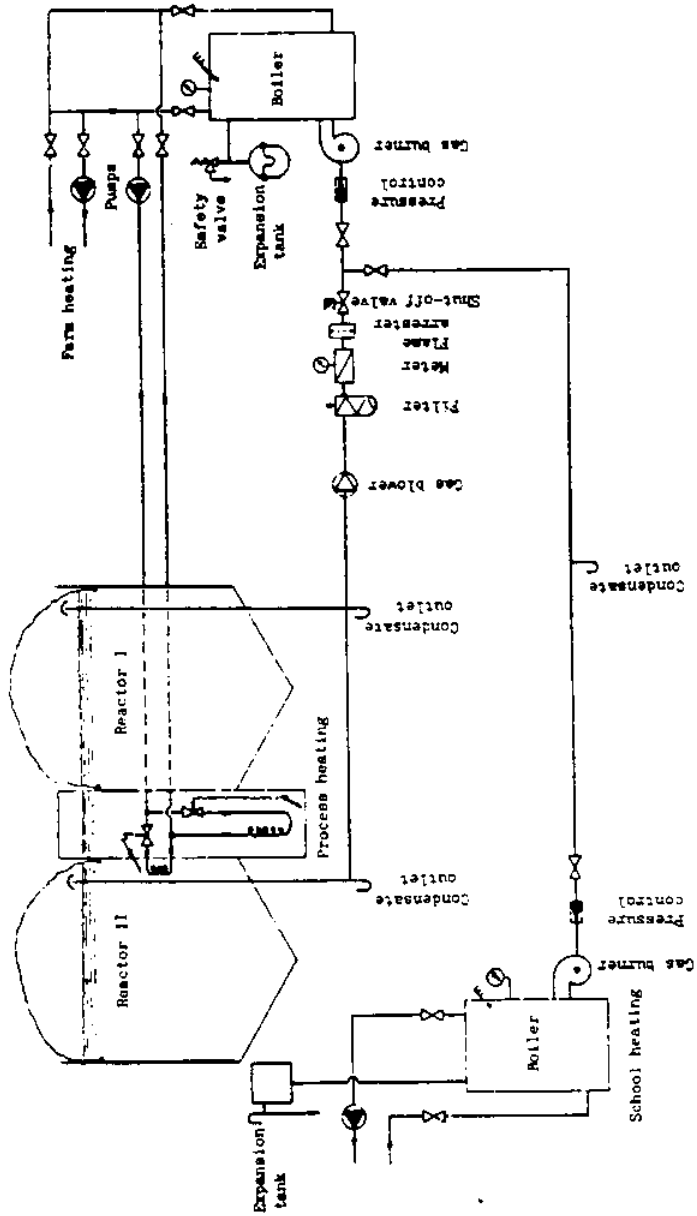 Boiler
Gas burner
Pressure
control
Safety
valve
Expansion
tank
Pumps
Farm heating
Shut-off valve
Flame
arrester
Meter
Filter
Gas blower
Condensate
outlet
Condensate
outlet
Reactor I
Process heating
Condensate
outlet
Reactor II
Pressure
control
Gas burner
Boiler
School heating
Expansion
tank